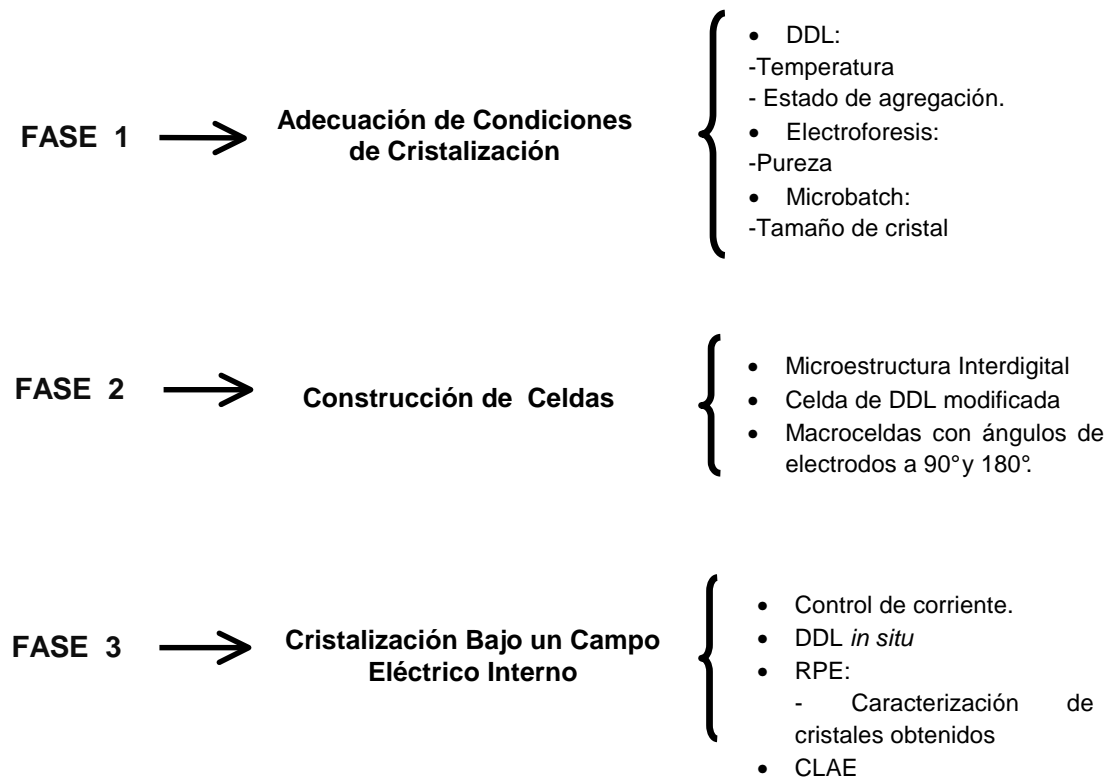 FASE 1
Adecuación de Condiciones
de Cristalización
• DDL:
-Temperatura
- Estado de agregación.
• Electroforesis:
-Pureza
• Microbatch:
-Tamaño de cristal
FASE 2
Construcción de Celdas
• Microestructura Interdigital
• Celda de DDL modificada
• Macroceldas con ángulos de
electrodos a 90° y 180°.
FASE 3
Cristalización Bajo un Campo
Eléctrico Interno
• Control de corriente.
• DDL in situ
• RPE:
- Caracterización de
cristales obtenidos
• CLAE